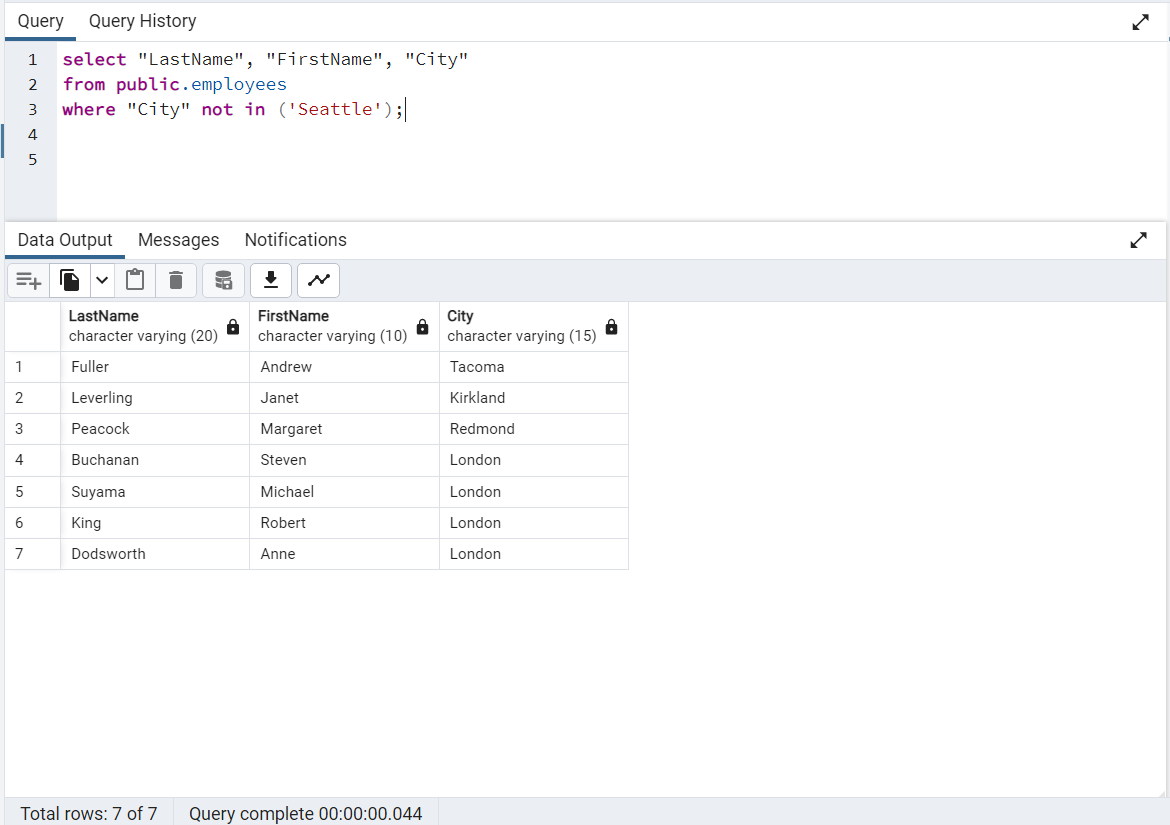 Query Query History
1 select "LastName", "FirstName", "City"
2 from public.employees
3 where "City" not in ('Seattle');
4
5
Data Output Messages Notifications
LastName FirstName City
character varying (20) character varying (10) character varying (15)
1 Fuller Andrew Tacoma
2 Leverling Janet Kirkland
3 Peacock Margaret Redmond
4 Buchanan Steven London
5 Suyama Michael London
6 King Robert London
7 Dodsworth Anne London
Total rows: 7 of 7 Query complete 00:00:00.044